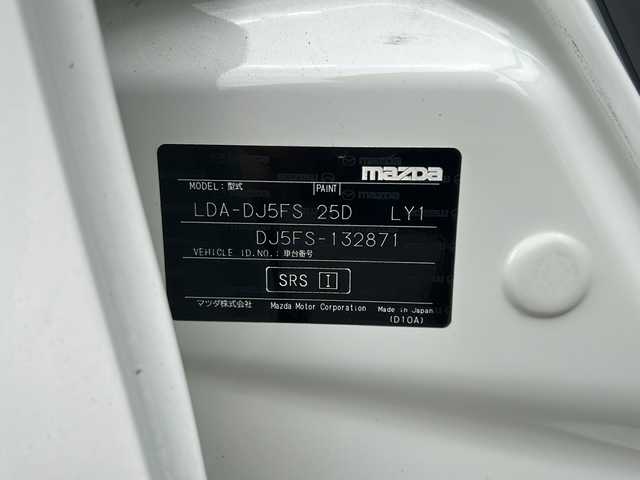 mazda
MODEL:型式 PAINT
LDA-DJ5FS 25D LY1
DJ5FS-132871
VEHICLE ID.NO.:車台番号
SRS I
マツダ株式会社 Mazda Motor Corporation Made in Japan
(D10A)